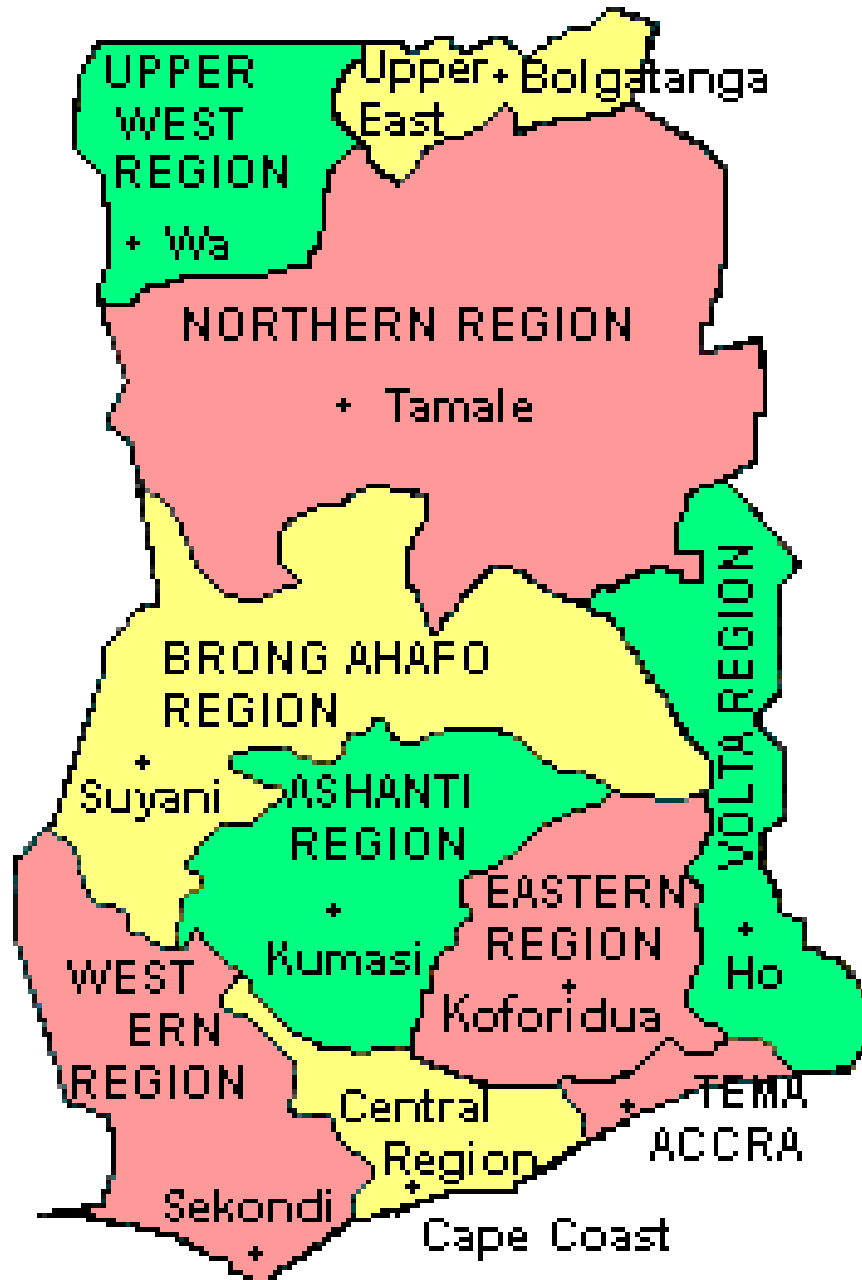 UPPER
WEST
REGION
Wa
Upper
East
Bolgatanga
NORTHERN REGION
Tamale
BRONG AHAFO
REGION
Suyani
ASHANTI
REGION
Kumasi
VOLTA REGION
Ho
EASTERN
REGION
Koforidua
WEST
ERN
REGION
Sekondi
Central
Region
Cape Coast
TEMA
ACCRA